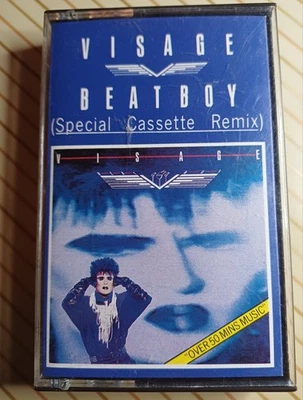 VISAGE
BEATBOY
(Special Cassette Remix)
VISAGE
"OVER 50 MINS MUSIC"